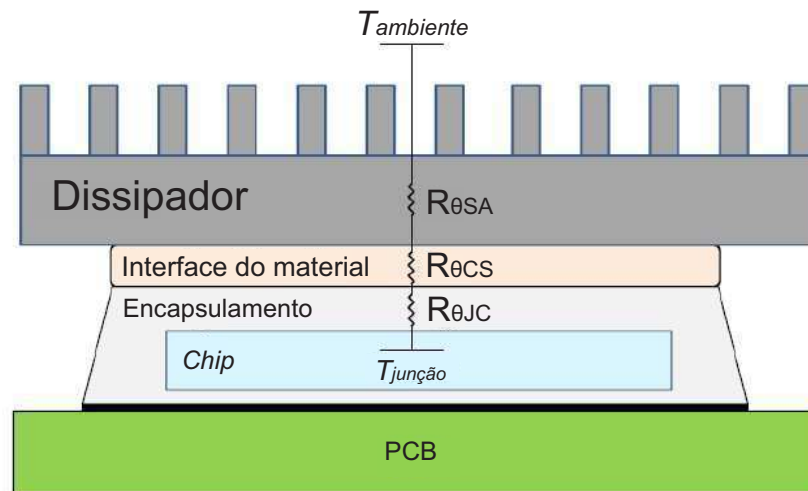 Tambiente
Dissipador
RθSA
Interface do material
RθCS
Encapsulamento
RθJC
Chip
Tjunção
PCB